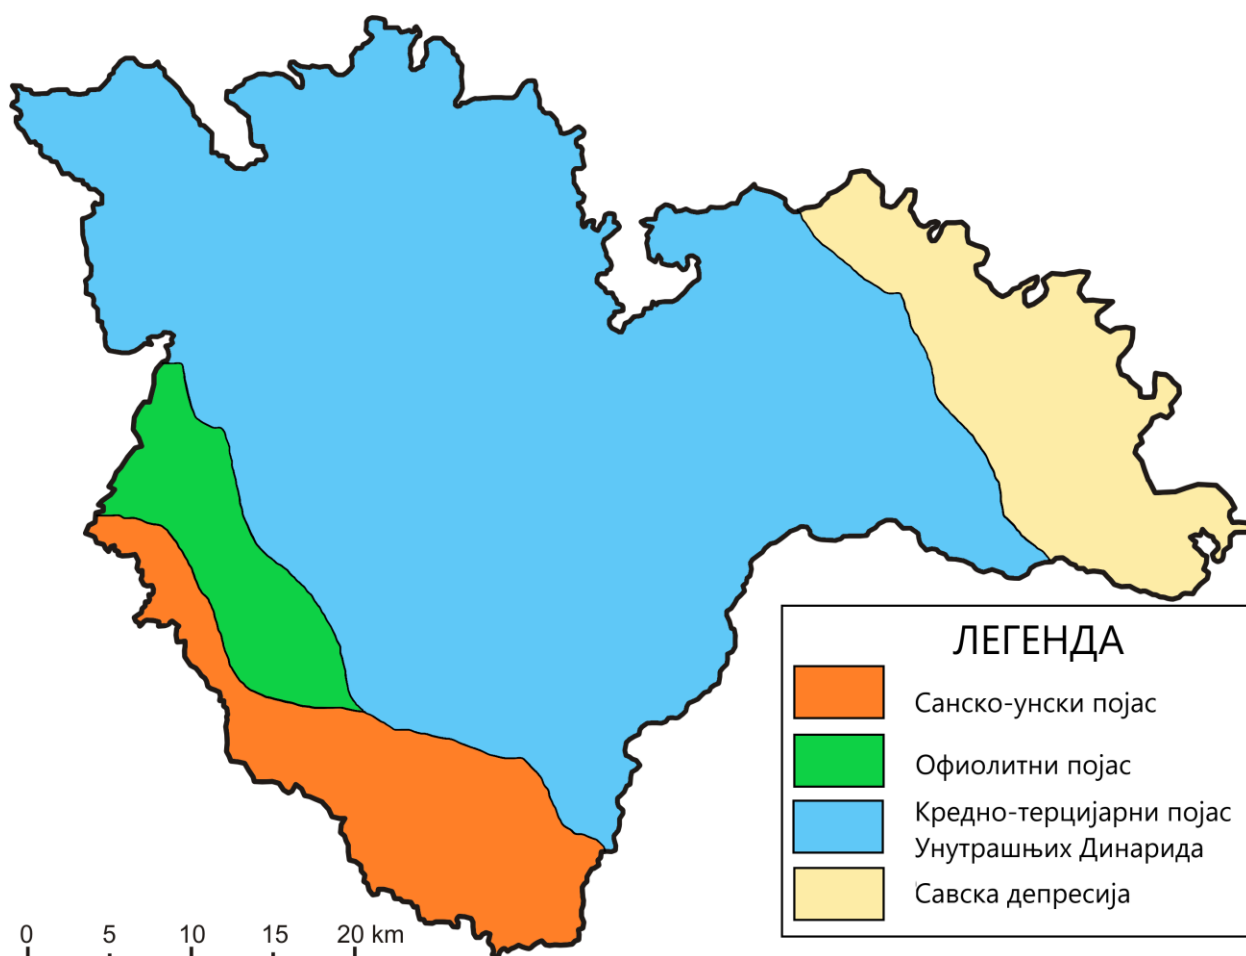 ЛЕГЕНДА
Санско-унски појас
Офиолитни појас
Кредно-терцијарни појас
Унутрашњих Динарида
Савска депресија
0 5 10 15 20 km